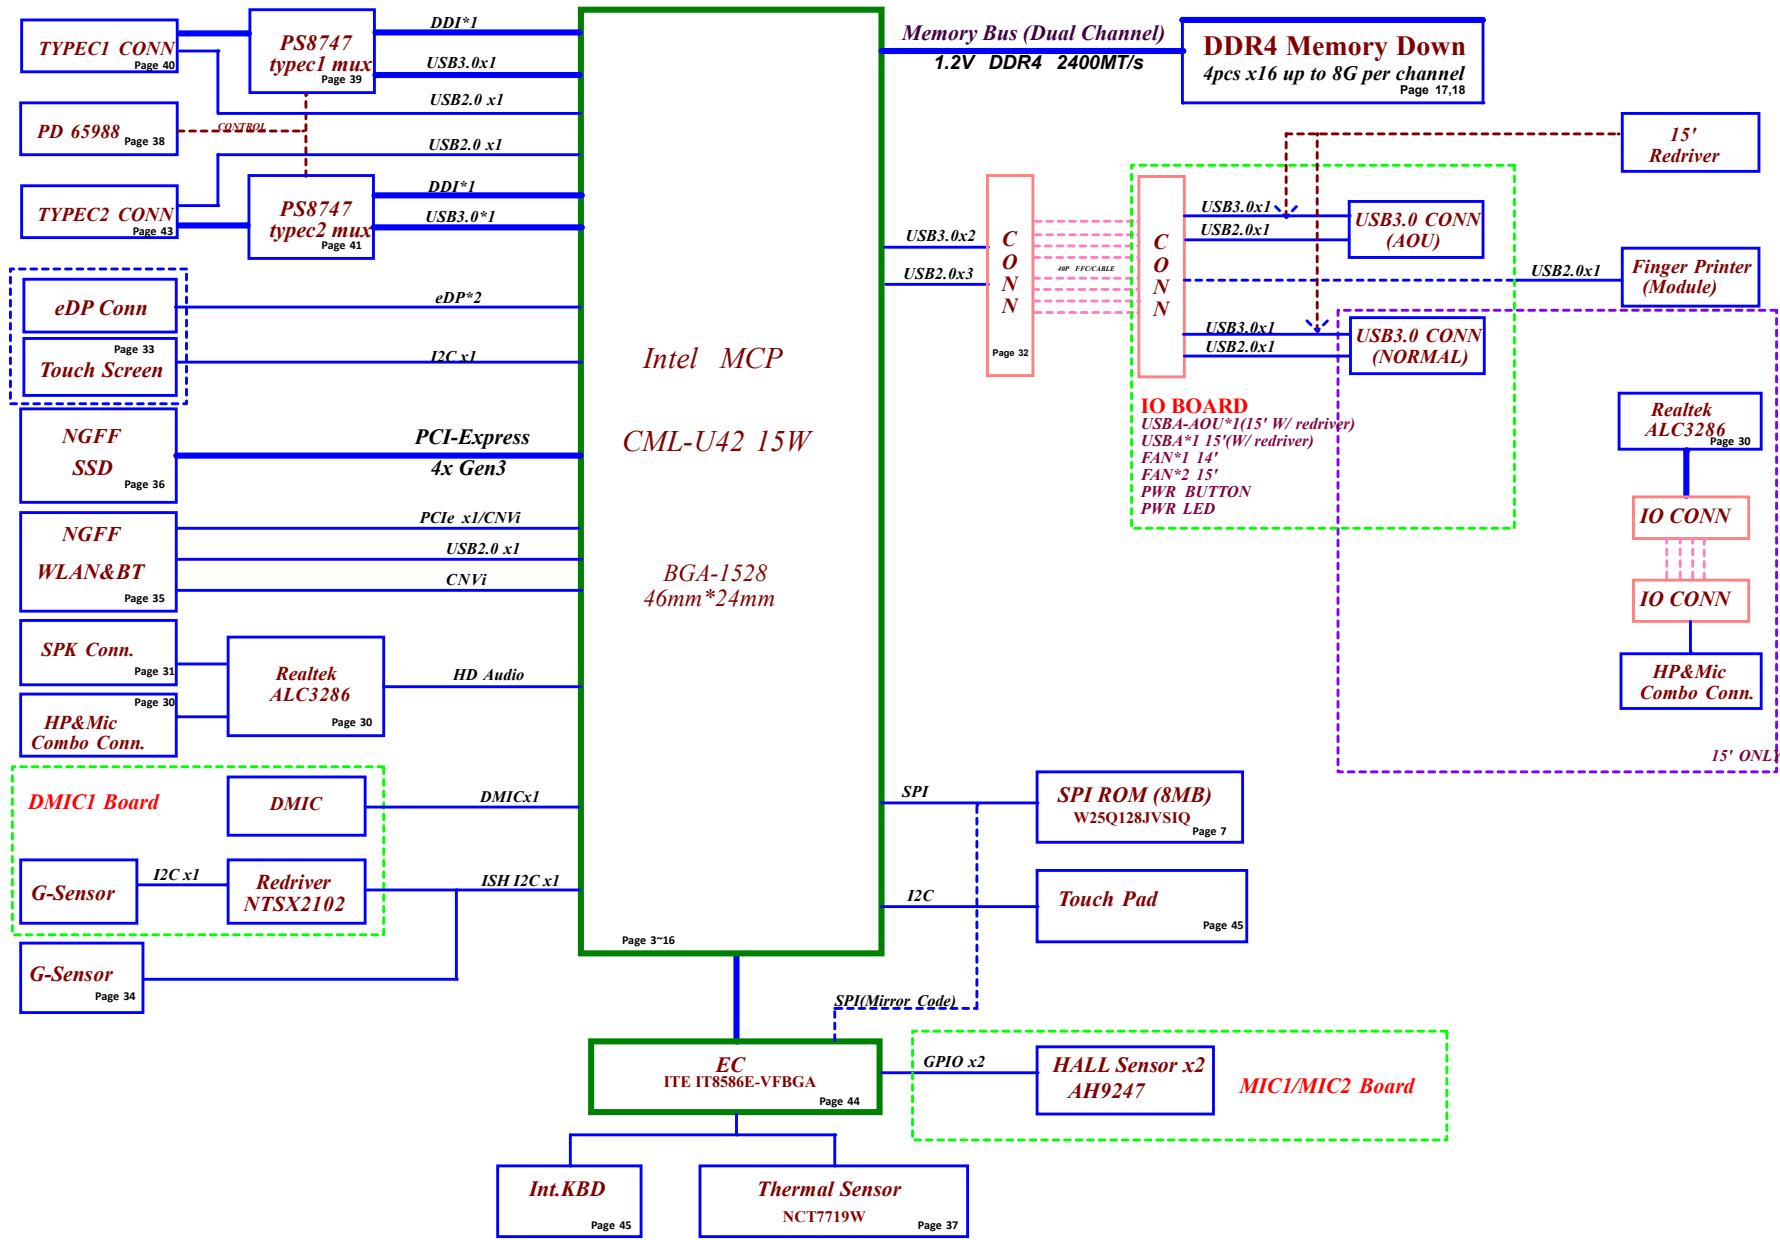 TYPEC1 CONN
Page 40
PS8747
typec1 mux
Page 39
DDI*1
USB3.0x1
USB2.0 x1
PD 65988
Page 38
CONTROL
USB2.0 x1
TYPEC2 CONN
Page 43
PS8747
typec2 mux
Page 41
DDI*1
USB3.0*1
eDP Conn
eDP*2
Page 33
Touch Screen
I2C x1
NGFF
SSD
Page 36
PCI-Express
4x Gen3
NGFF
WLAN&BT
Page 35
PCIe x1/CNVi
USB2.0 x1
CNVi
SPK Conn.
Page 31
Page 30
HP&Mic
Combo Conn.
Realtek
ALC3286
Page 30
HD Audio
DMIC1 Board
DMIC
DMICx1
G-Sensor
I2C x1
Redriver
NTSX2102
ISH I2C x1
G-Sensor
Page 34
Intel MCP
CML-U42 15W
BGA-1528
46mm*24mm
Page 3~16
Memory Bus (Dual Channel)
1.2V DDR4 2400MT/s
DDR4 Memory Down
4pcs x16 up to 8G per channel
Page 17,18
15'
Redriver
USB3.0x2
USB2.0x3
CONN
Page 32
40P FFC/CABLE
CONN
USB3.0x1
USB2.0x1
USB3.0 CONN
(AOU)
USB2.0x1
Finger Printer
(Module)
USB3.0x1
USB2.0x1
USB3.0 CONN
(NORMAL)
IO BOARD
USBA-AOU*1(15' W/ redriver)
USBA*1 15'(W/ redriver)
FAN*1 14'
FAN*2 15'
PWR BUTTON
PWR LED
Realtek
ALC3286
Page 30
IO CONN
IO CONN
HP&Mic
Combo Conn.
15' ONLY
SPI
SPI ROM (8MB)
W25Q128JVSIQ
Page 7
I2C
Touch Pad
Page 45
SPI(Mirror Code)
EC
ITE IT8586E-VFBGA
Page 44
GPIO x2
HALL Sensor x2
AH9247
MIC1/MIC2 Board
Int.KBD
Page 45
Thermal Sensor
NCT7719W
Page 37